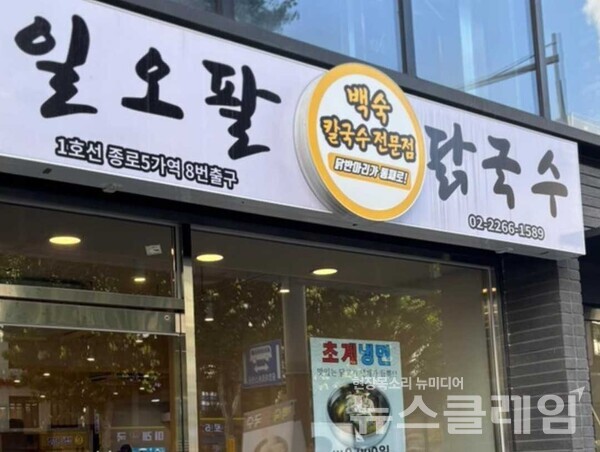 일오팔
닭국수
백숙
칼국수 전문점
닭반마리가 통째로!
1호선 종로5가역 8번출구
02-2266-1589
초계냉면
현장목소리 뉴미디어
뉴스클레임